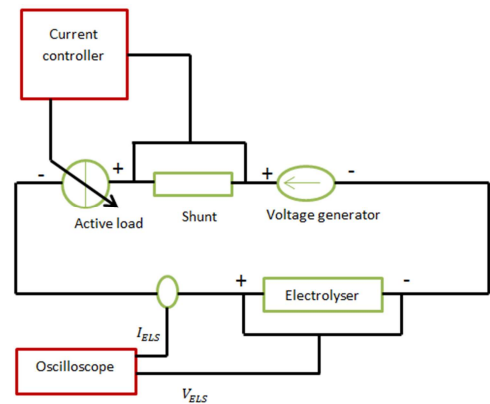 Current
controller
- + + -
Active load
Shunt
Voltage generator
+ -
Electrolyser
I_ELS
Oscilloscope
V_ELS